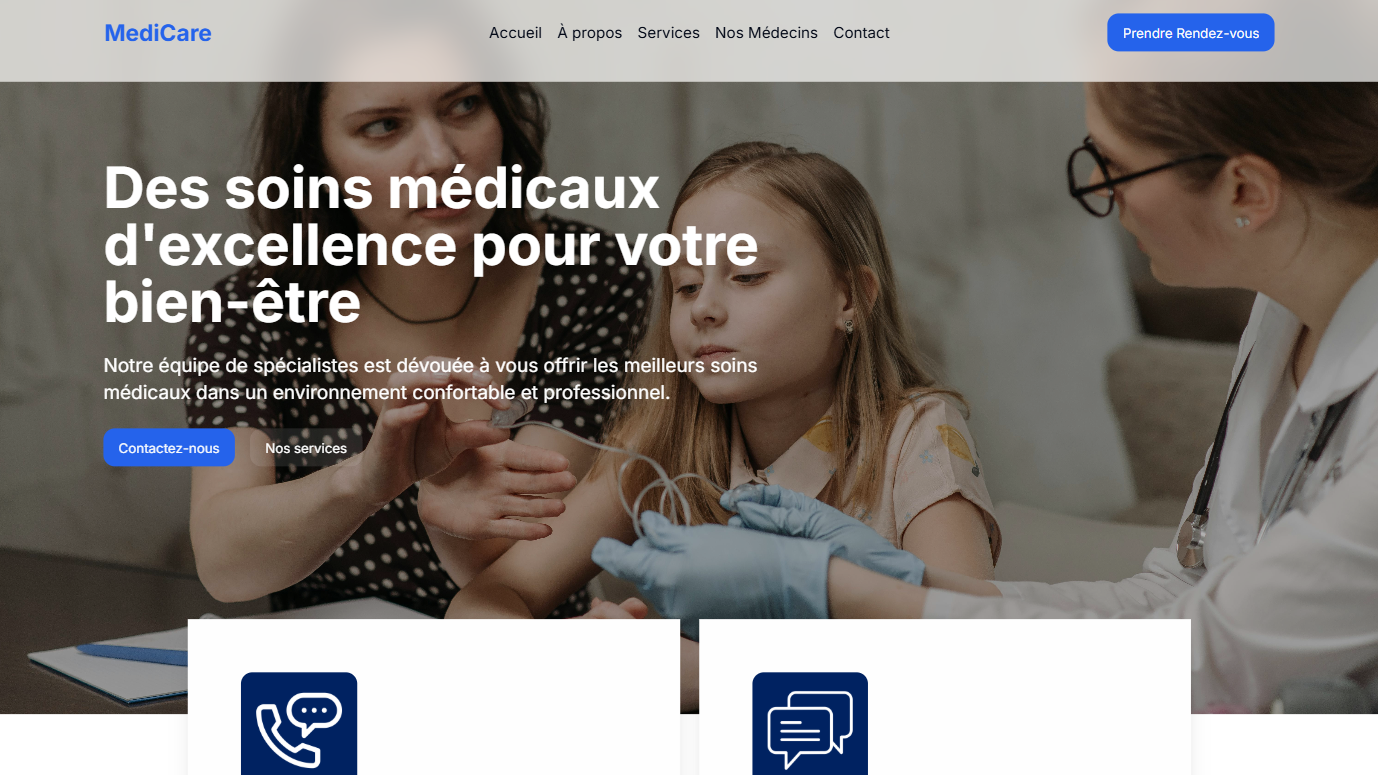 MediCare
Accueil À propos Services Nos Médecins Contact
Prendre Rendez-vous
Des soins médicaux
d'excellence pour votre
bien-être
Notre équipe de spécialistes est dévouée à vous offrir les meilleurs soins
médicaux dans un environnement confortable et professionnel.
Contactez-nous
Nos services